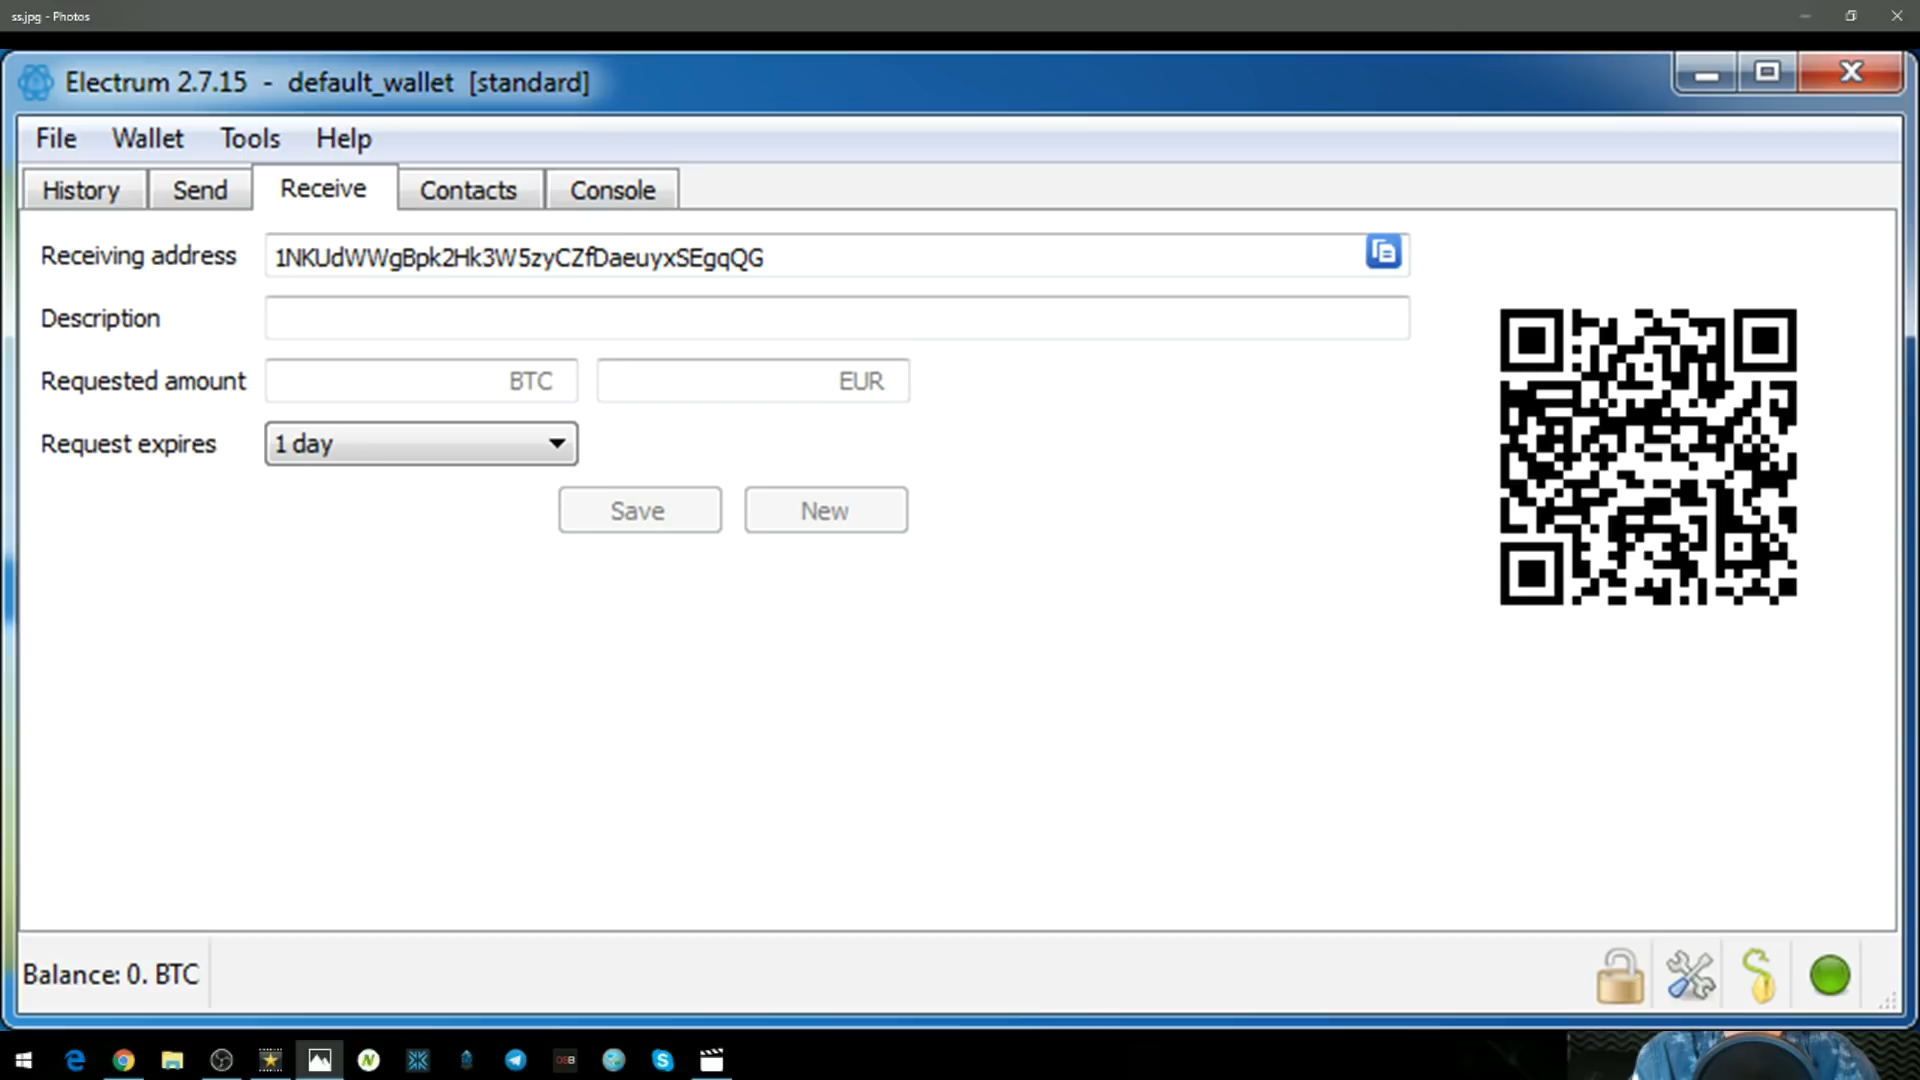 ss.jpg - Photos
Electrum 2.7.15 - default_wallet [standard]
File Wallet Tools Help
History Send Receive Contacts Console
Receiving address 1NKUdWWgBpk2Hk3W5zyCZfDaeuyxSEgqQG
Description
Requested amount BTC EUR
Request expires 1 day
Save New
Balance: 0. BTC